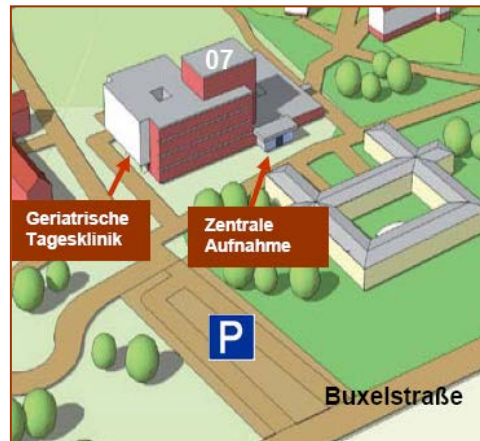 07
Geriatrische
Tagesklinik
Zentrale
Aufnahme
P
Buxelstraße